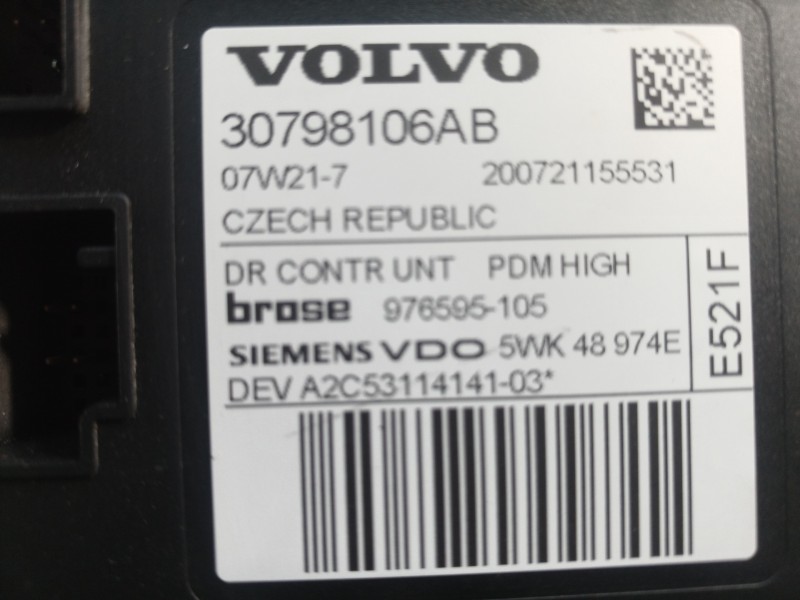 VOLVO
30798106AB
07W21-7 200721155531
CZECH REPUBLIC
DR CONTR UNT PDM HIGH
brose 976595-105
SIEMENS VDO 5WK 48 974E
DEV A2C53114141-03*
E521F